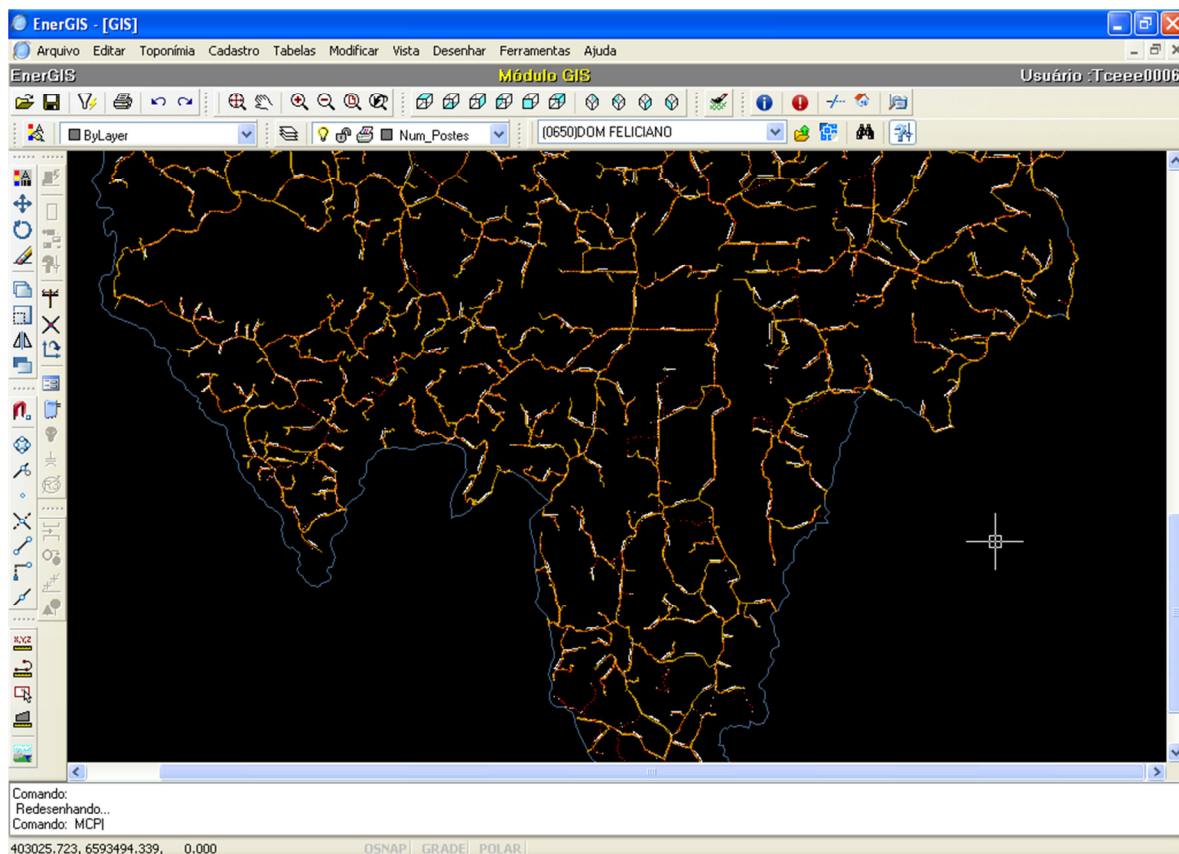 EnerGIS - [GIS]
Arquivo Editar Toponímia Cadastro Tabelas Modificar Vista Desenhar Ferramentas Ajuda
EnerGIS Módulo GIS Usuário :Tceee0006
ByLayer Num_Postes (0650)DOM FELICIANO
X,Y,Z
Comando:
Redesenhando...
Comando: MCP
403025.723, 6593494.339, 0.000 OSNAP GRADE POLAR